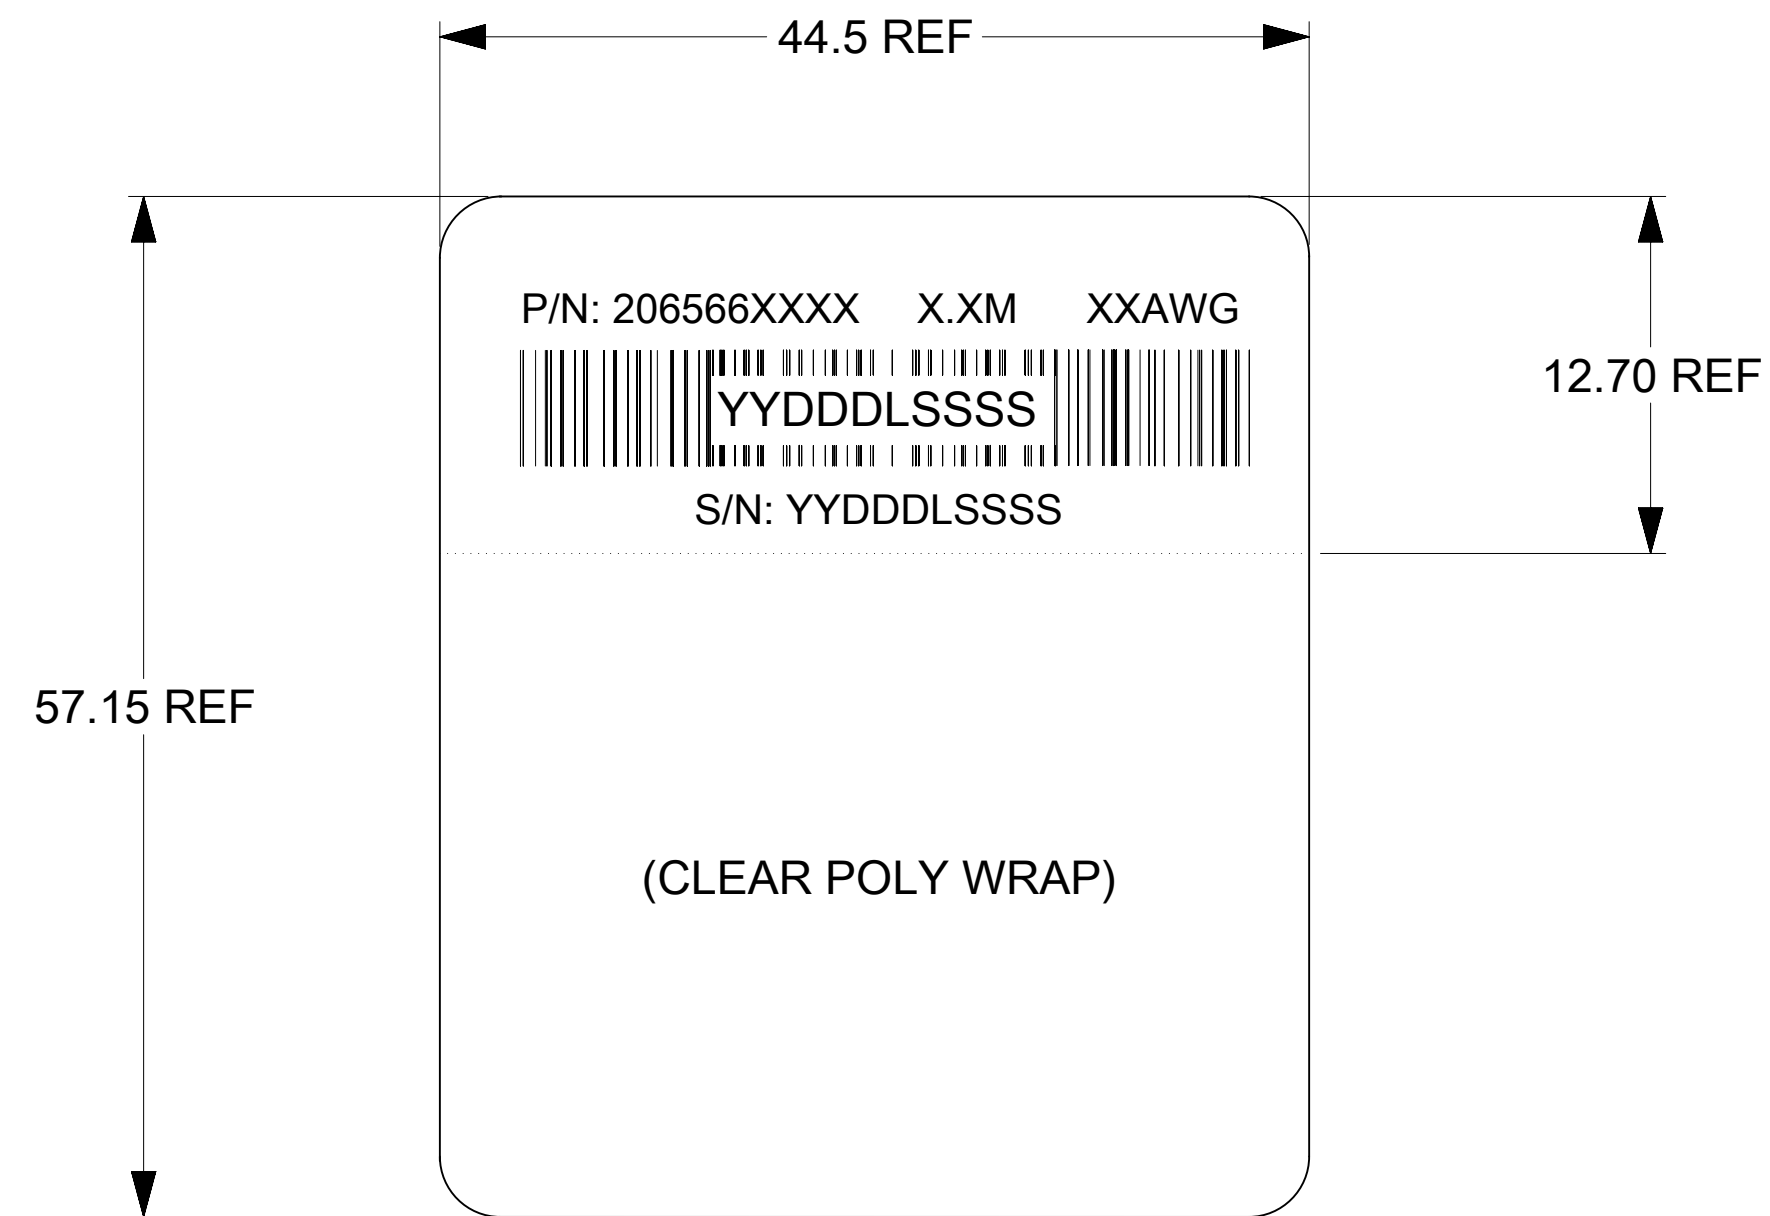 44.5 REF
P/N: 206566XXXX X.XM XXAWG
12.70 REF
YYDDDLSSSS
S/N: YYDDDLSSSS
57.15 REF
(CLEAR POLY WRAP)